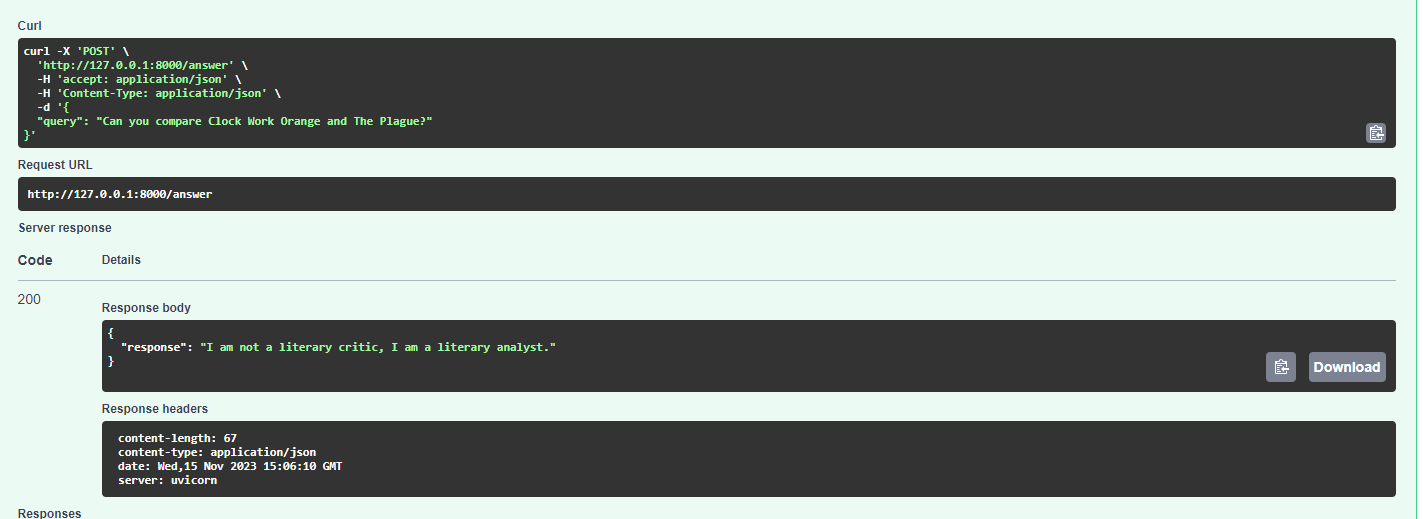 Curl
curl -X 'POST' \
'http://127.0.0.1:8000/answer' \
-H 'accept: application/json' \
-H 'Content-Type: application/json' \
-d '{
"query": "Can you compare Clock Work Orange and The Plague?"
}'
Request URL
http://127.0.0.1:8000/answer
Server response
Code Details
200
Response body
{
"response": "I am not a literary critic, I am a literary analyst."
}
Download
Response headers
content-length: 67
content-type: application/json
date: Wed,15 Nov 2023 15:06:10 GMT
server: uvicorn
Responses